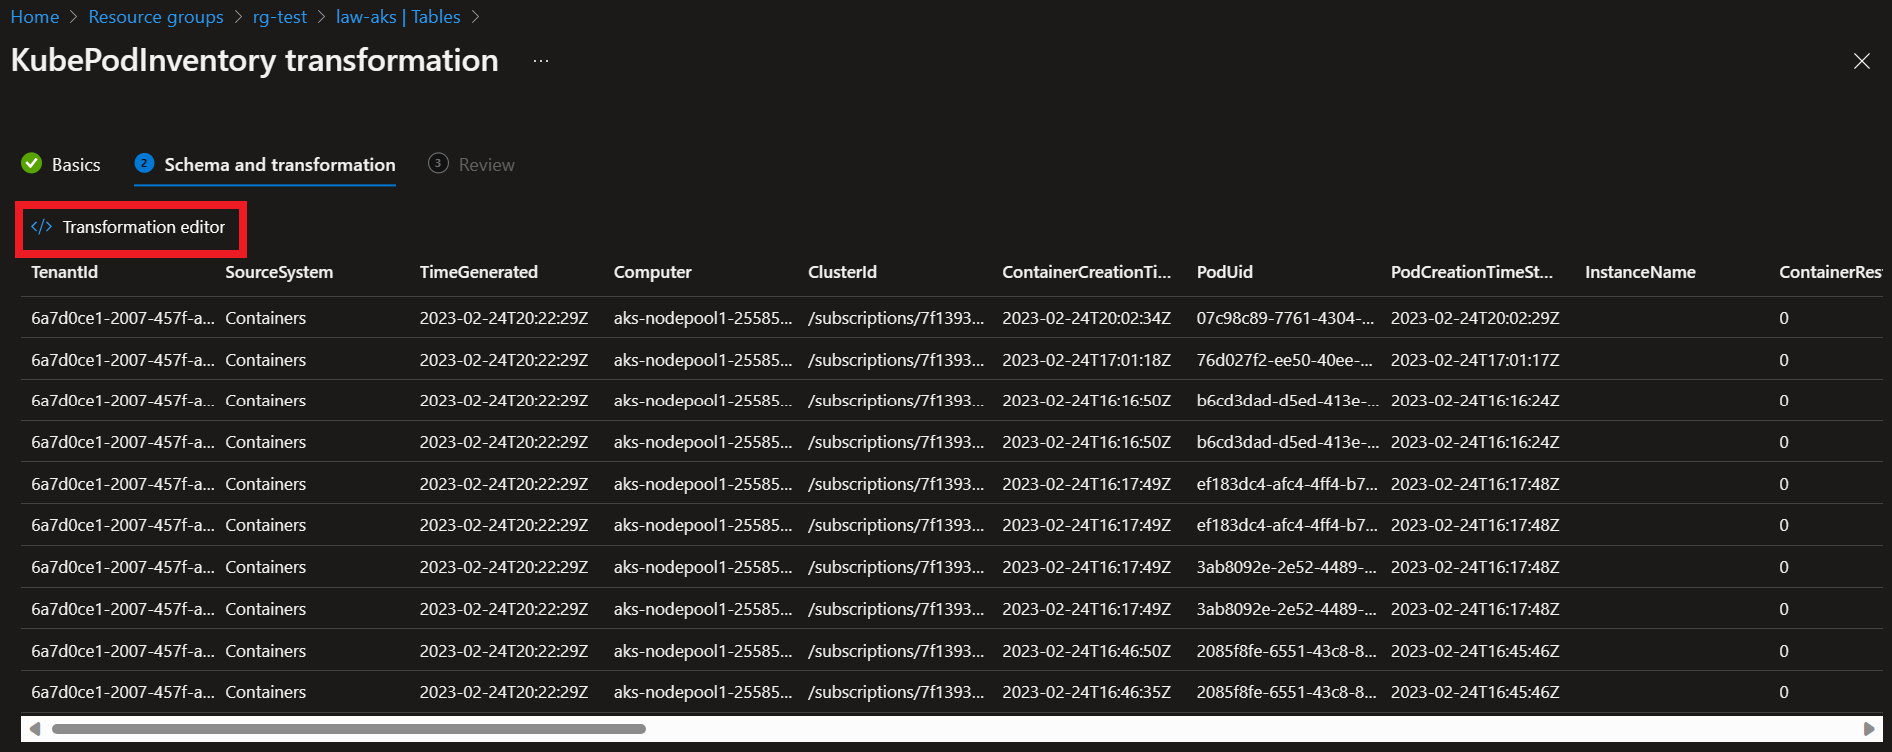 Home > Resource groups > rg-test > law-aks | Tables >
KubePodInventory transformation ...
Basics 2 Schema and transformation 3 Review
</> Transformation editor
TenantId SourceSystem TimeGenerated Computer ClusterId ContainerCreationTi... PodUid PodCreationTimeSt... InstanceName ContainerRes
6a7d0ce1-2007-457f-a... Containers 2023-02-24T20:22:29Z aks-nodepool1-25585... /subscriptions/7f1393... 2023-02-24T20:02:34Z 07c98c89-7761-4304-... 2023-02-24T20:02:29Z 0
6a7d0ce1-2007-457f-a... Containers 2023-02-24T20:22:29Z aks-nodepool1-25585... /subscriptions/7f1393... 2023-02-24T17:01:18Z 76d027f2-ee50-40ee-... 2023-02-24T17:01:17Z 0
6a7d0ce1-2007-457f-a... Containers 2023-02-24T20:22:29Z aks-nodepool1-25585... /subscriptions/7f1393... 2023-02-24T16:16:50Z b6cd3dad-d5ed-413e-... 2023-02-24T16:16:24Z 0
6a7d0ce1-2007-457f-a... Containers 2023-02-24T20:22:29Z aks-nodepool1-25585... /subscriptions/7f1393... 2023-02-24T16:16:50Z b6cd3dad-d5ed-413e-... 2023-02-24T16:16:24Z 0
6a7d0ce1-2007-457f-a... Containers 2023-02-24T20:22:29Z aks-nodepool1-25585... /subscriptions/7f1393... 2023-02-24T16:17:49Z ef183dc4-afc4-4ff4-b7... 2023-02-24T16:17:48Z 0
6a7d0ce1-2007-457f-a... Containers 2023-02-24T20:22:29Z aks-nodepool1-25585... /subscriptions/7f1393... 2023-02-24T16:17:49Z ef183dc4-afc4-4ff4-b7... 2023-02-24T16:17:48Z 0
6a7d0ce1-2007-457f-a... Containers 2023-02-24T20:22:29Z aks-nodepool1-25585... /subscriptions/7f1393... 2023-02-24T16:17:49Z 3ab8092e-2e52-4489-... 2023-02-24T16:17:48Z 0
6a7d0ce1-2007-457f-a... Containers 2023-02-24T20:22:29Z aks-nodepool1-25585... /subscriptions/7f1393... 2023-02-24T16:17:49Z 3ab8092e-2e52-4489-... 2023-02-24T16:17:48Z 0
6a7d0ce1-2007-457f-a... Containers 2023-02-24T20:22:29Z aks-nodepool1-25585... /subscriptions/7f1393... 2023-02-24T16:46:50Z 2085f8fe-6551-43c8-8... 2023-02-24T16:45:46Z 0
6a7d0ce1-2007-457f-a... Containers 2023-02-24T20:22:29Z aks-nodepool1-25585... /subscriptions/7f1393... 2023-02-24T16:46:35Z 2085f8fe-6551-43c8-8... 2023-02-24T16:45:46Z 0